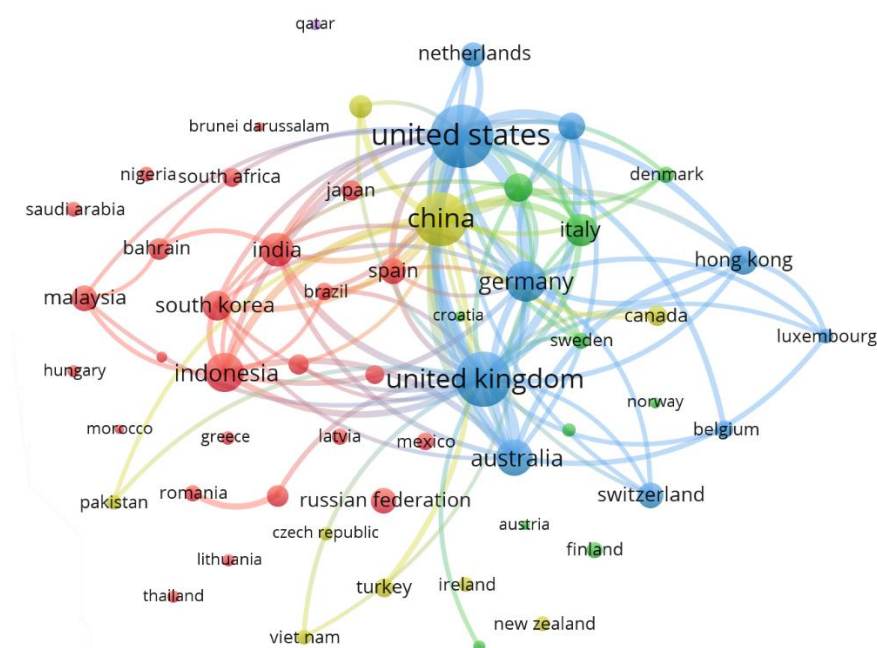 qatar
netherlands
brunei darussalam
united states
nigeria
south africa
japan
denmark
saudi arabia
china
bahrain
india
italy
spain
hong kong
malaysia
south korea
brazil
germany
croatia
canada
sweden
luxembourg
hungary
indonesia
united kingdom
norway
morocco
greece
latvia
mexico
belgium
australia
pakistan
romania
russian federation
switzerland
czech republic
austria
lithuania
finland
thailand
turkey
ireland
viet nam
new zealand